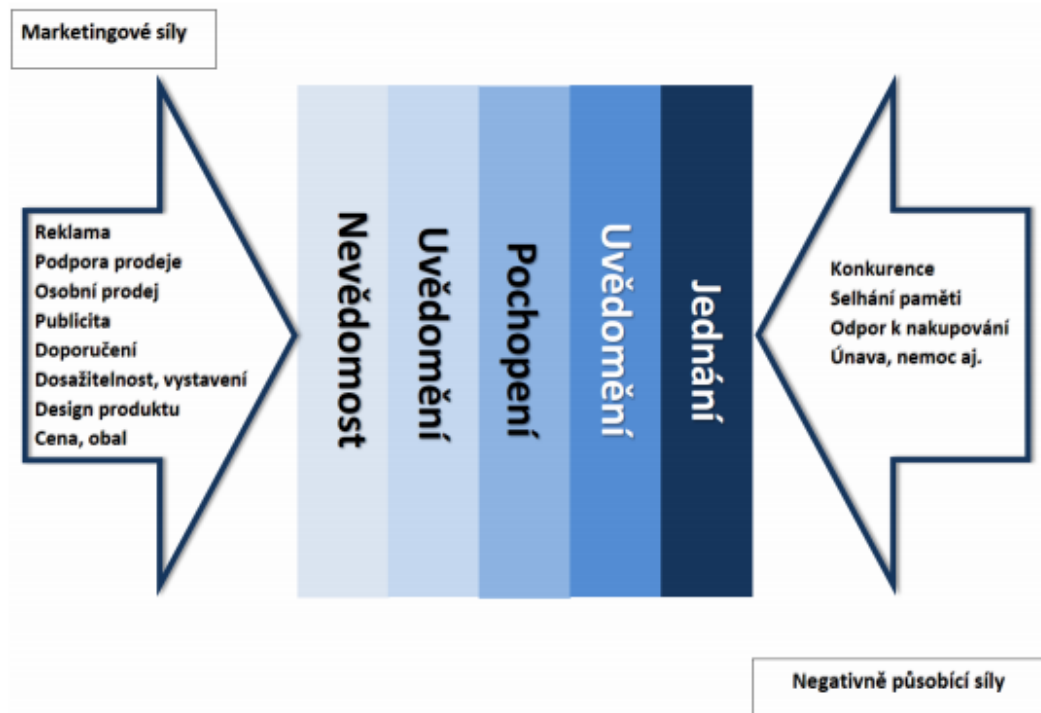 Marketingové síly
Reklama
Podpora prodeje
Osobní prodej
Publicita
Doporučení
Dosažitelnost, vystavení
Design produktu
Cena, obal
Nevědomost
Uvědomění
Pochopení
Uvědomění
Jednání
Konkurence
Selhání paměti
Odpor k nakupování
Únava, nemoc aj.
Negativně působící síly